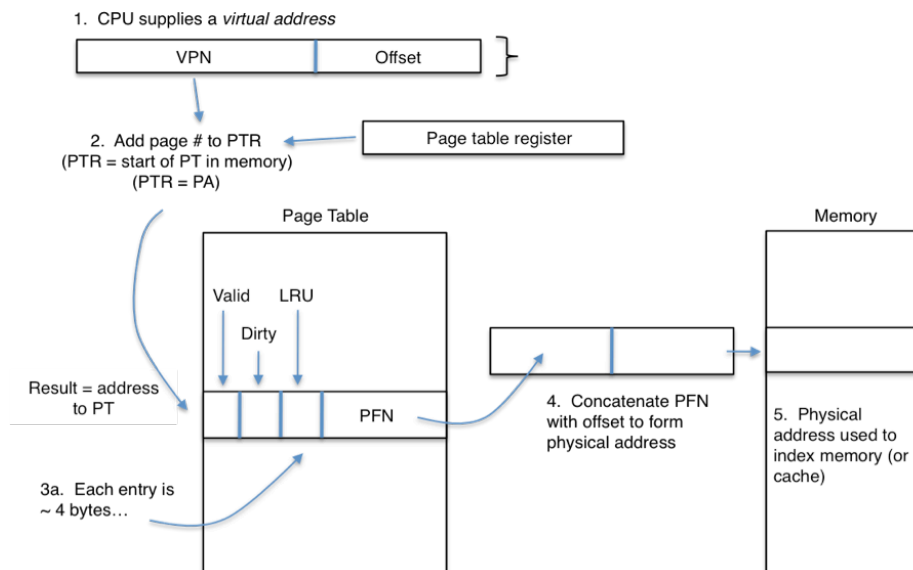 1. CPU supplies a virtual address
VPN
Offset
2. Add page # to PTR
(PTR = start of PT in memory)
(PTR = PA)
Page table register
Page Table
Memory
Valid
LRU
Dirty
Result = address
to PT
PFN
4. Concatenate PFN
with offset to form
physical address
5. Physical
address used to
index memory (or
cache)
3a. Each entry is
~ 4 bytes…